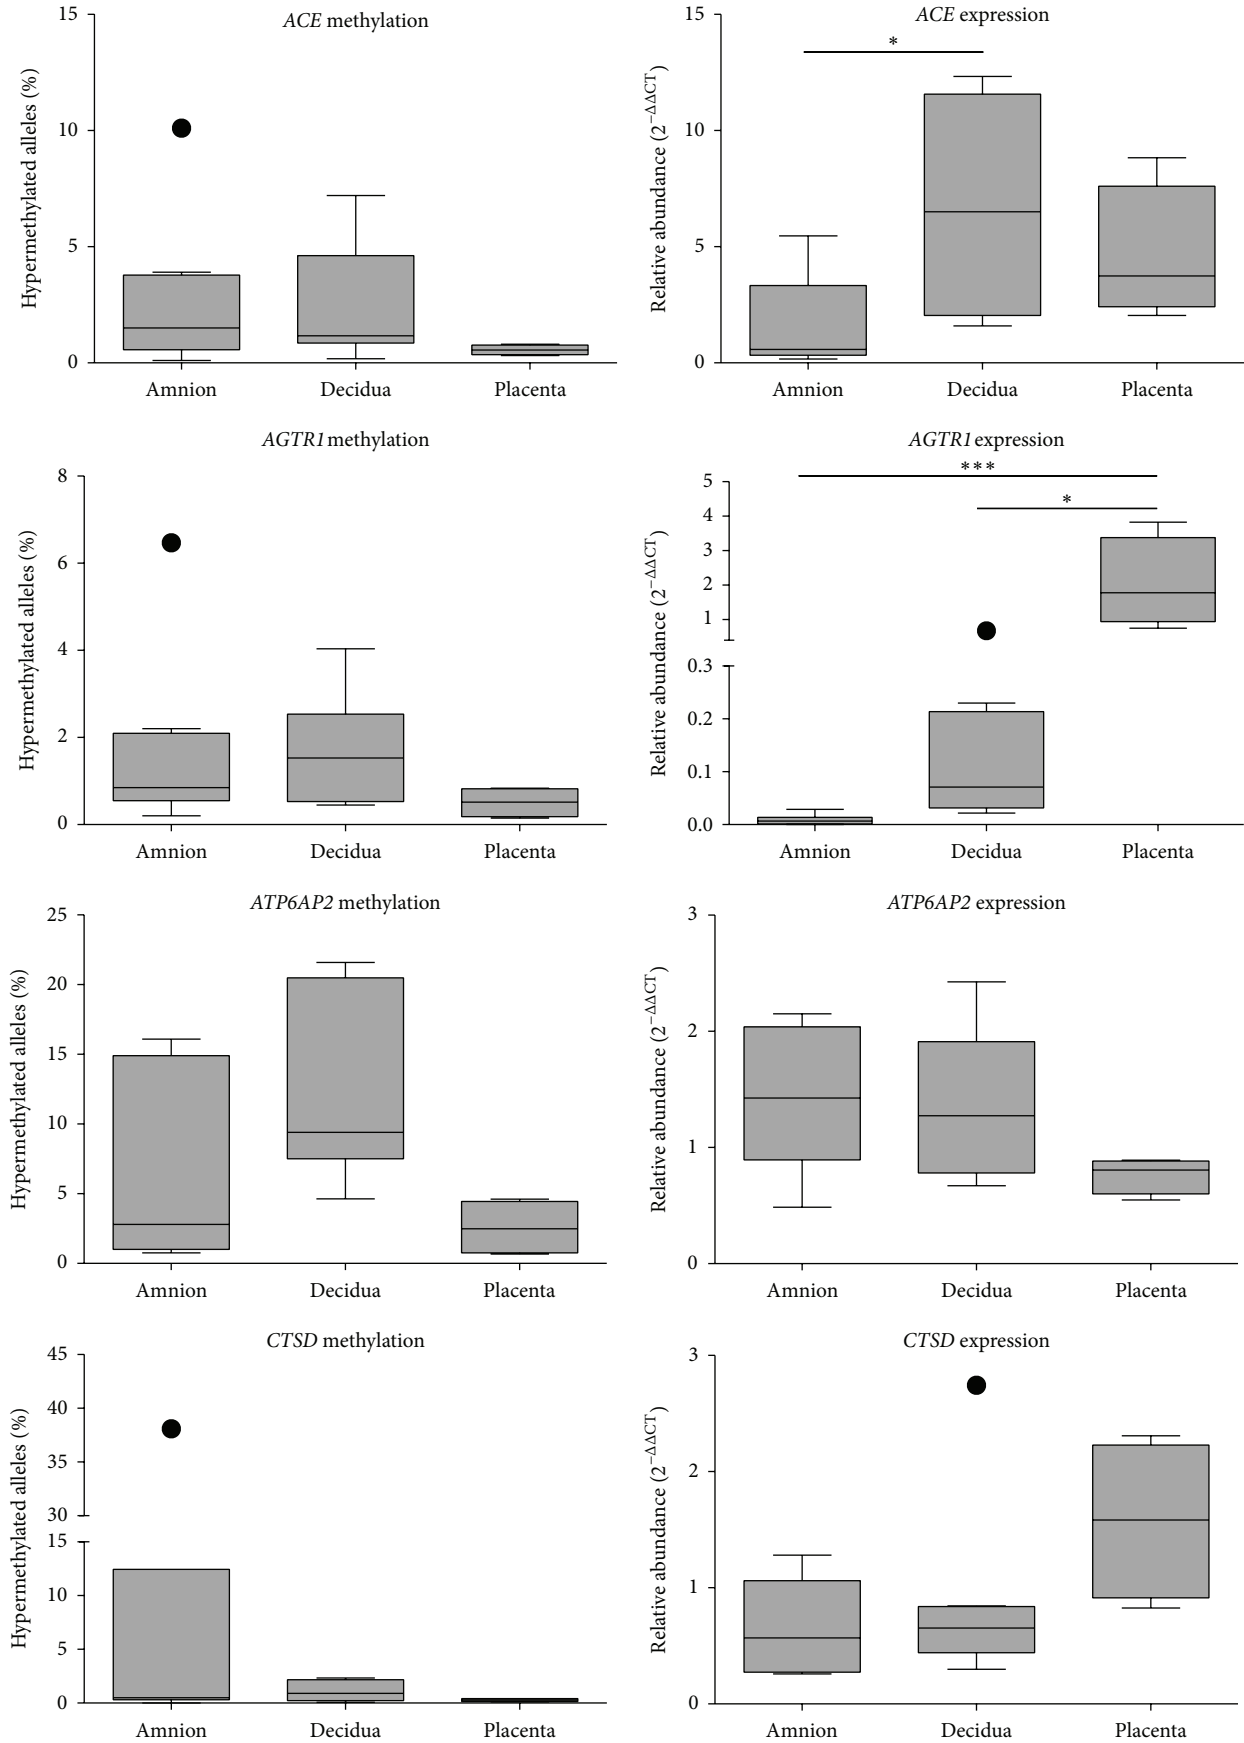 ACE methylation
Hypermethylated alleles (%)
15
10
5
0
Amnion Decidua Placenta
ACE expression
*
Relative abundance (2^−ΔΔCT)
15
10
5
0
Amnion Decidua Placenta
AGTR1 methylation
Hypermethylated alleles (%)
8
6
4
2
0
Amnion Decidua Placenta
AGTR1 expression
***
*
Relative abundance (2^−ΔΔCT)
5
4
3
2
1
0.3
0.2
0.1
0.0
Amnion Decidua Placenta
ATP6AP2 methylation
Hypermethylated alleles (%)
25
20
15
10
5
0
Amnion Decidua Placenta
ATP6AP2 expression
Relative abundance (2^−ΔΔCT)
3
2
1
0
Amnion Decidua Placenta
CTSD methylation
Hypermethylated alleles (%)
45
40
35
30
15
10
5
0
Amnion Decidua Placenta
CTSD expression
Relative abundance (2^−ΔΔCT)
3
2
1
0
Amnion Decidua Placenta